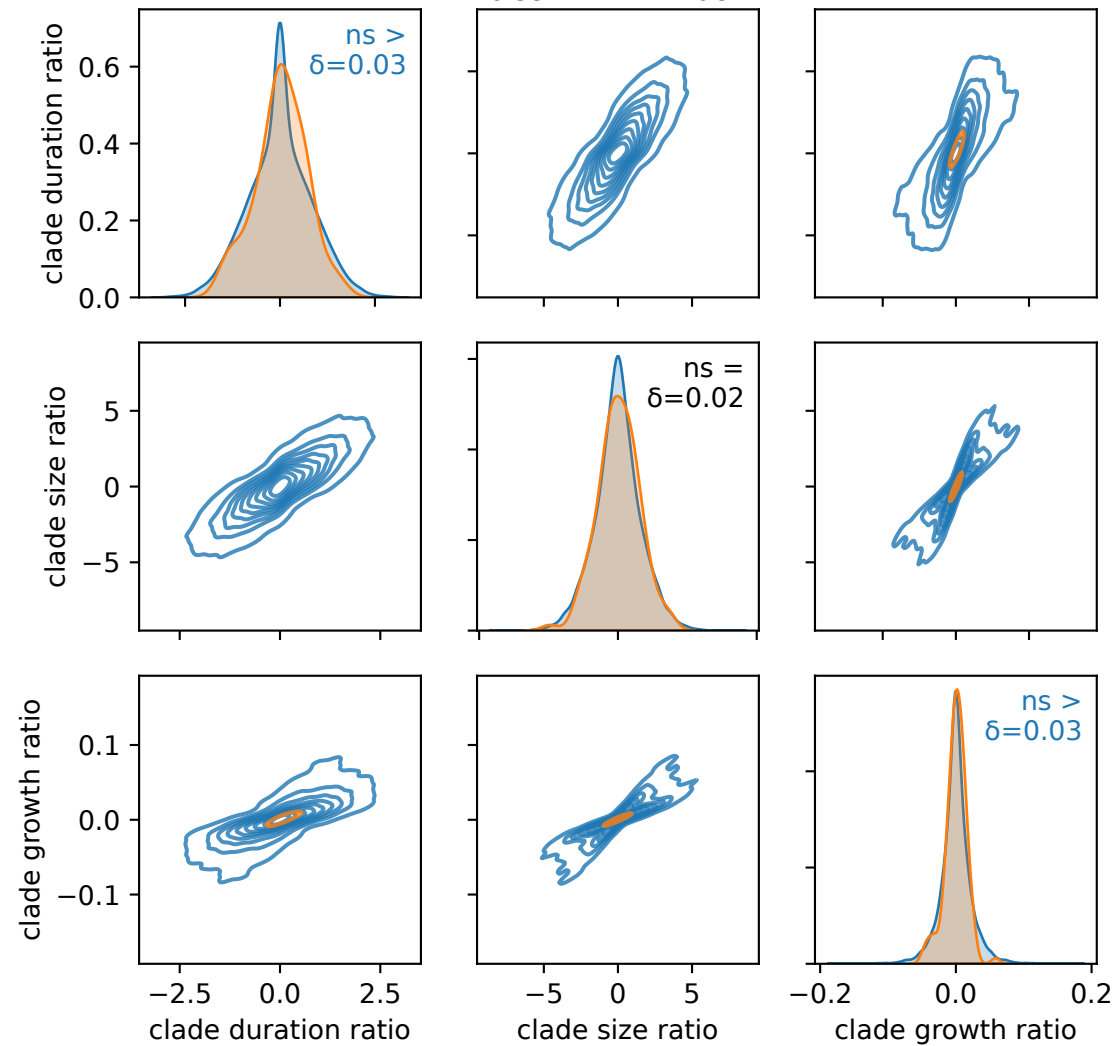 ns >
δ=0.03
clade duration ratio
0.6
0.4
0.2
0.0
ns =
δ=0.02
clade size ratio
5
0
−5
ns >
δ=0.03
clade growth ratio
0.1
0.0
−0.1
−2.5 0.0 2.5
−5 0 5
−0.2 0.0 0.2
clade duration ratio
clade size ratio
clade growth ratio